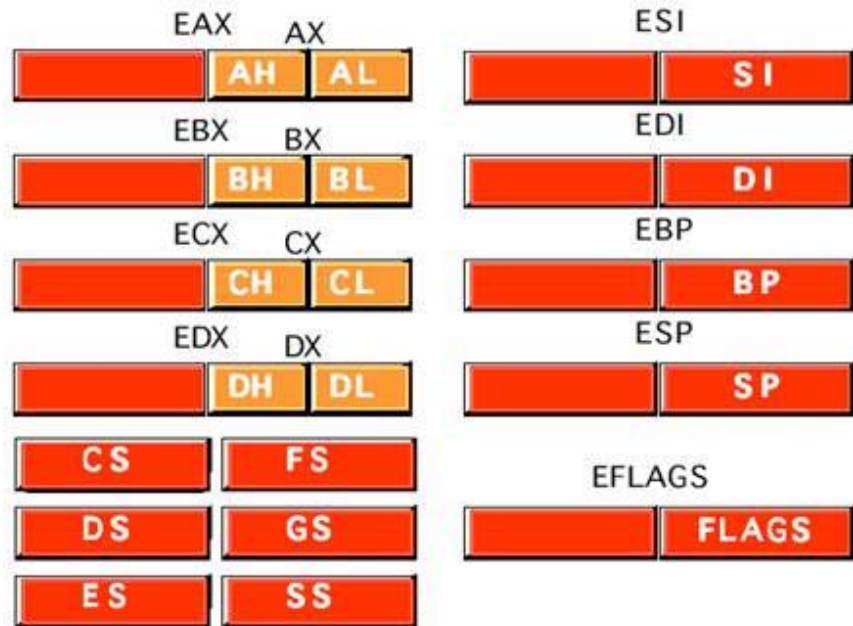 EAX AX
AH AL
EBX BX
BH BL
ECX CX
CH CL
EDX DX
DH DL
CS FS
DS GS
ES SS
ESI
SI
EDI
DI
EBP
BP
ESP
SP
EFLAGS
FLAGS